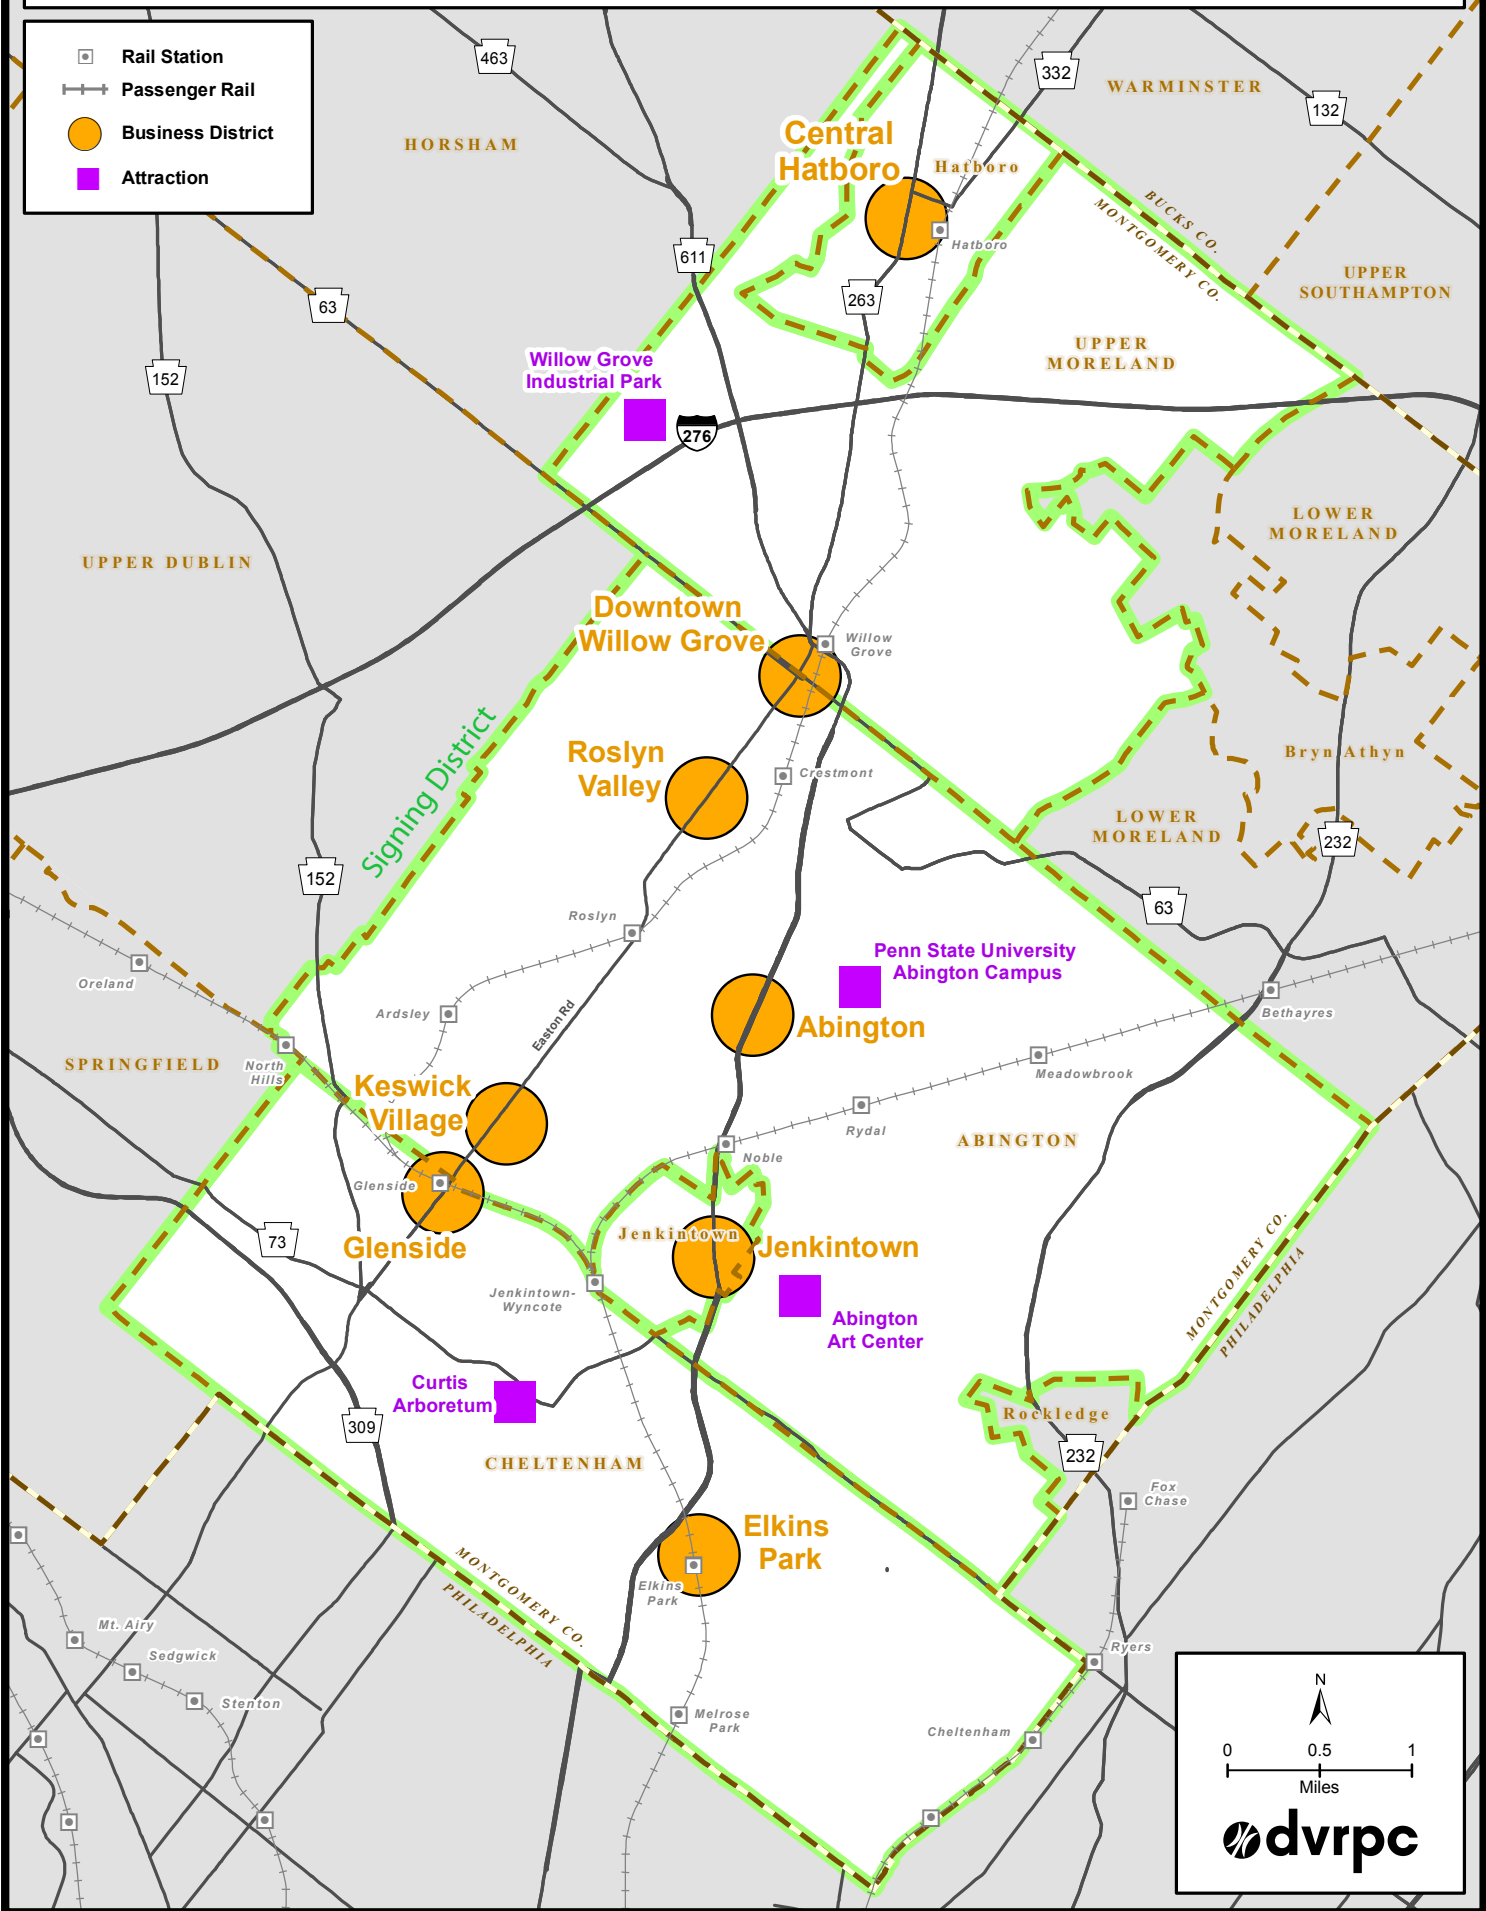 Rail Station
Passenger Rail
Business District
Attraction
463
332
WARMINSTER
132
HORSHAM
Central
Hatboro
Hatboro
BUCKS CO.
MONTGOMERY CO.
Hatboro
611
263
UPPER
SOUTHAMPTON
63
152
UPPER
MORELAND
Willow Grove
Industrial Park
276
LOWER
MORELAND
UPPER DUBLIN
Downtown
Willow Grove
Willow
Grove
Signing District
Roslyn
Valley
Crestmont
Bryn Athyn
LOWER
MORELAND
232
152
63
Roslyn
Penn State University
Abington Campus
Oreland
Ardsley
Easton Rd
Abington
Bethayres
SPRINGFIELD
North
Hills
Keswick
Village
Meadowbrook
Rydal
ABINGTON
Noble
Glenside
73
Glenside
Jenkintown
Jenkintown
MONTGOMERY CO.
PHILADELPHIA
Jenkintown-
Wyncote
Abington
Art Center
Curtis
Arboretum
309
Rockledge
232
CHELTENHAM
Fox
Chase
Elkins
Park
MONTGOMERY CO.
PHILADELPHIA
Elkins
Park
Mt. Airy
Sedgwick
Stenton
Ryers
Melrose
Park
Cheltenham
N
0 0.5 1
Miles
dvrpc